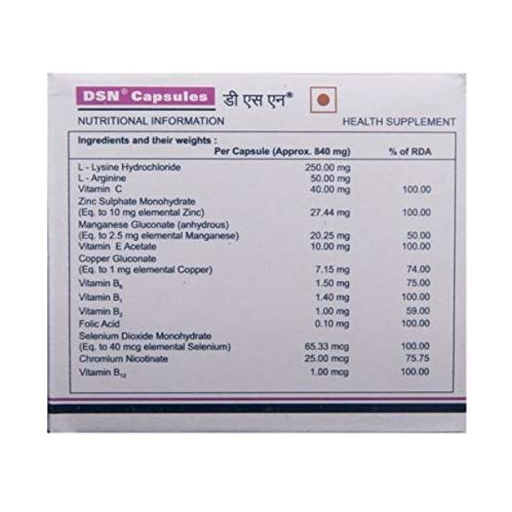 DSN® Capsules डी एस एन®
NUTRITIONAL INFORMATION HEALTH SUPPLEMENT
Ingredients and their weights :
Per Capsule (Approx. 840 mg) % of RDA
L - Lysine Hydrochloride 250.00 mg
L - Arginine 50.00 mg
Vitamin C 40.00 mg 100.00
Zinc Sulphate Monohydrate
(Eq. to 10 mg elemental Zinc) 27.44 mg 100.00
Manganese Gluconate (anhydrous)
(Eq. to 2.5 mg elemental Manganese) 20.25 mg 50.00
Vitamin E Acetate 10.00 mg 100.00
Copper Gluconate
(Eq. to 1 mg elemental Copper) 7.15 mg 74.00
Vitamin B₆ 1.50 mg 75.00
Vitamin B₁ 1.40 mg 100.00
Vitamin B₂ 1.00 mg 59.00
Folic Acid 0.10 mg 100.00
Selenium Dioxide Monohydrate
(Eq. to 40 mcg elemental Selenium) 65.33 mcg 100.00
Chromium Nicotinate 25.00 mcg 75.75
Vitamin B₁₂ 1.00 mcg 100.00